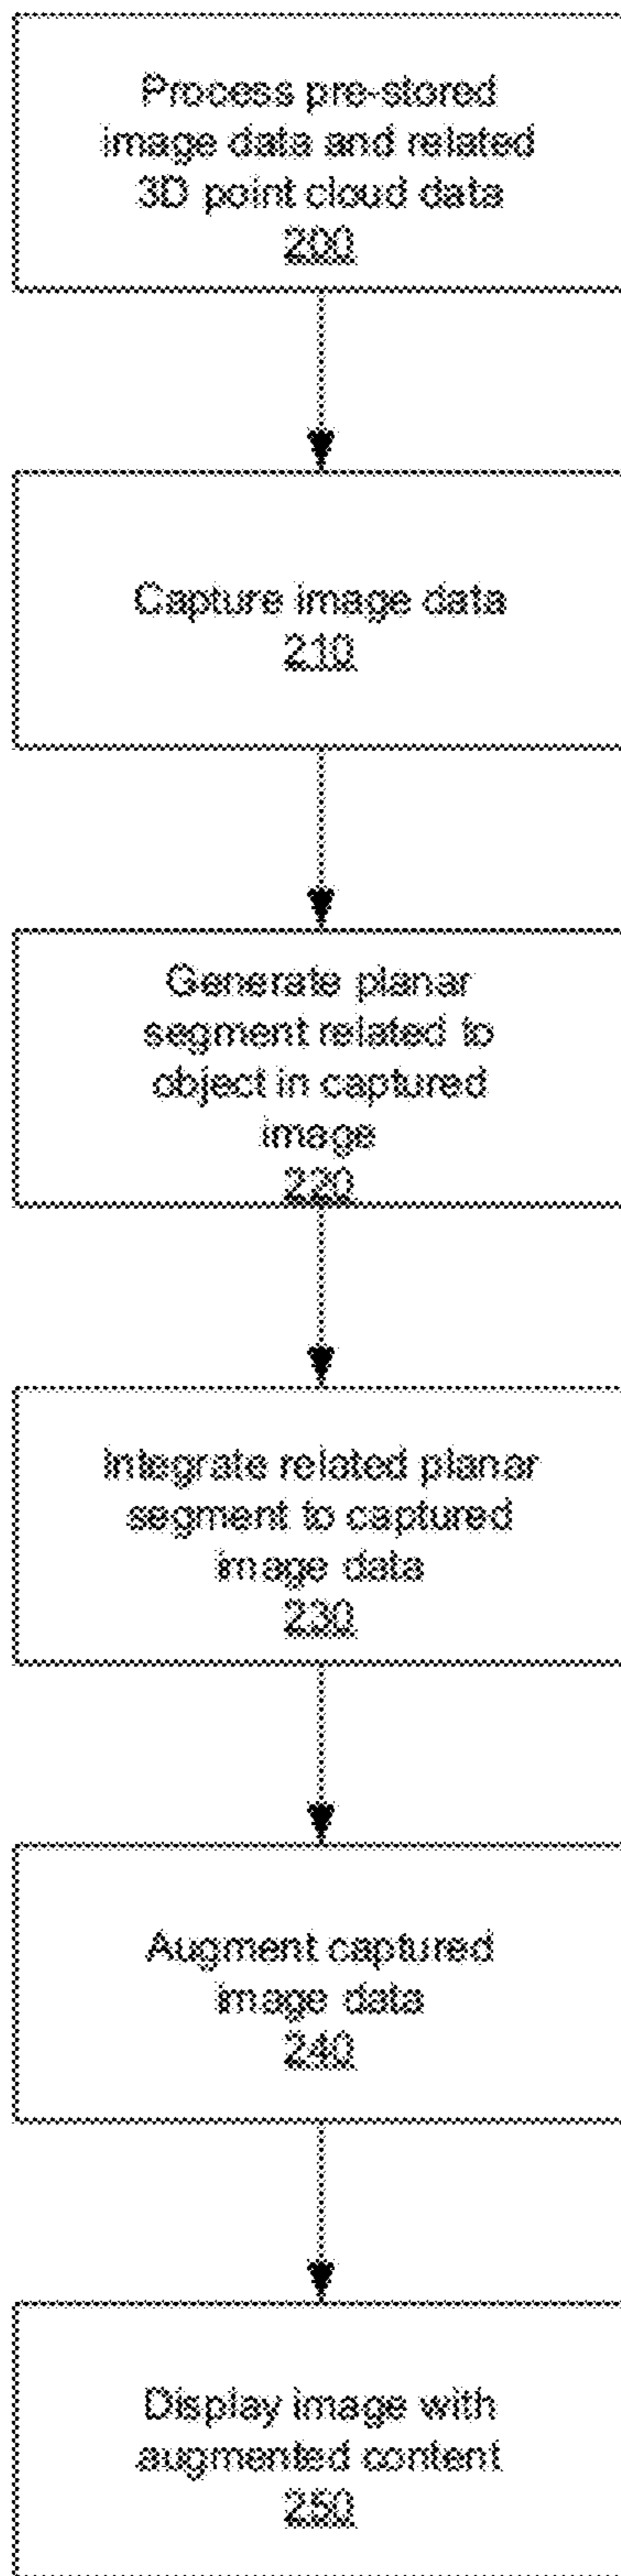 Process pre-stored
image data and related
3D point cloud data
200
Capture image data
210
Generate planar
segment related to
object in captured
image
220
Integrate related planar
segment to captured
image data
230
Augment captured
image data
240
Display image with
augmented content
250